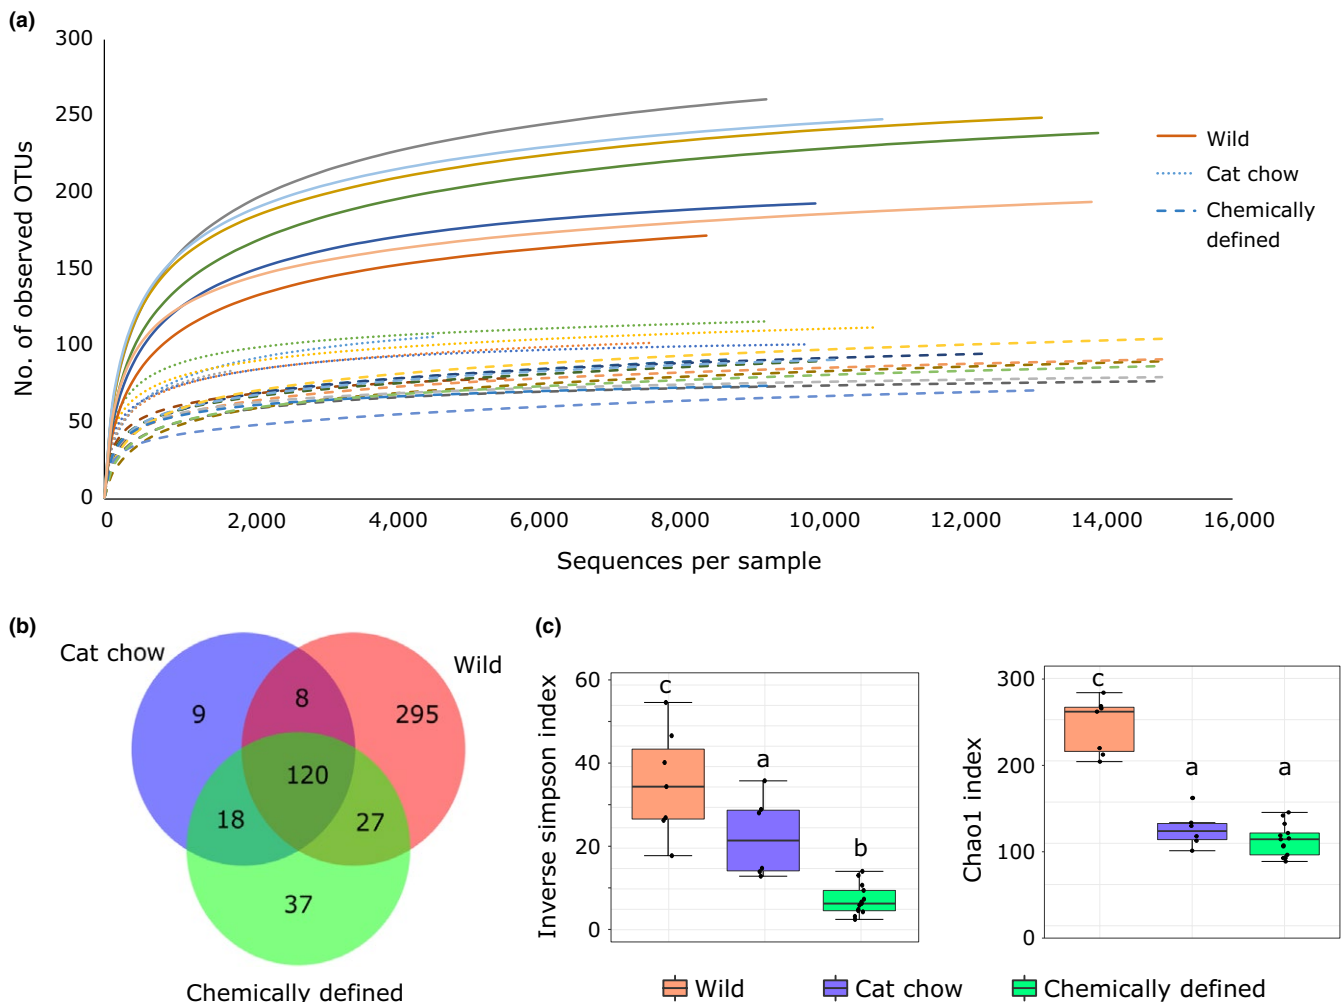 (a)
300
250
200
150
100
50
0
No. of observed OTUs
0 2,000 4,000 6,000 8,000 10,000 12,000 14,000 16,000
Sequences per sample
Wild
Cat chow
Chemically
defined
(b)
Cat chow
Wild
9
8
295
120
18
27
37
Chemically defined
(c)
Inverse simpson index
60
40
20
0
c
a
b
Chao1 index
300
200
100
0
c
a
a
Wild Cat chow Chemically defined